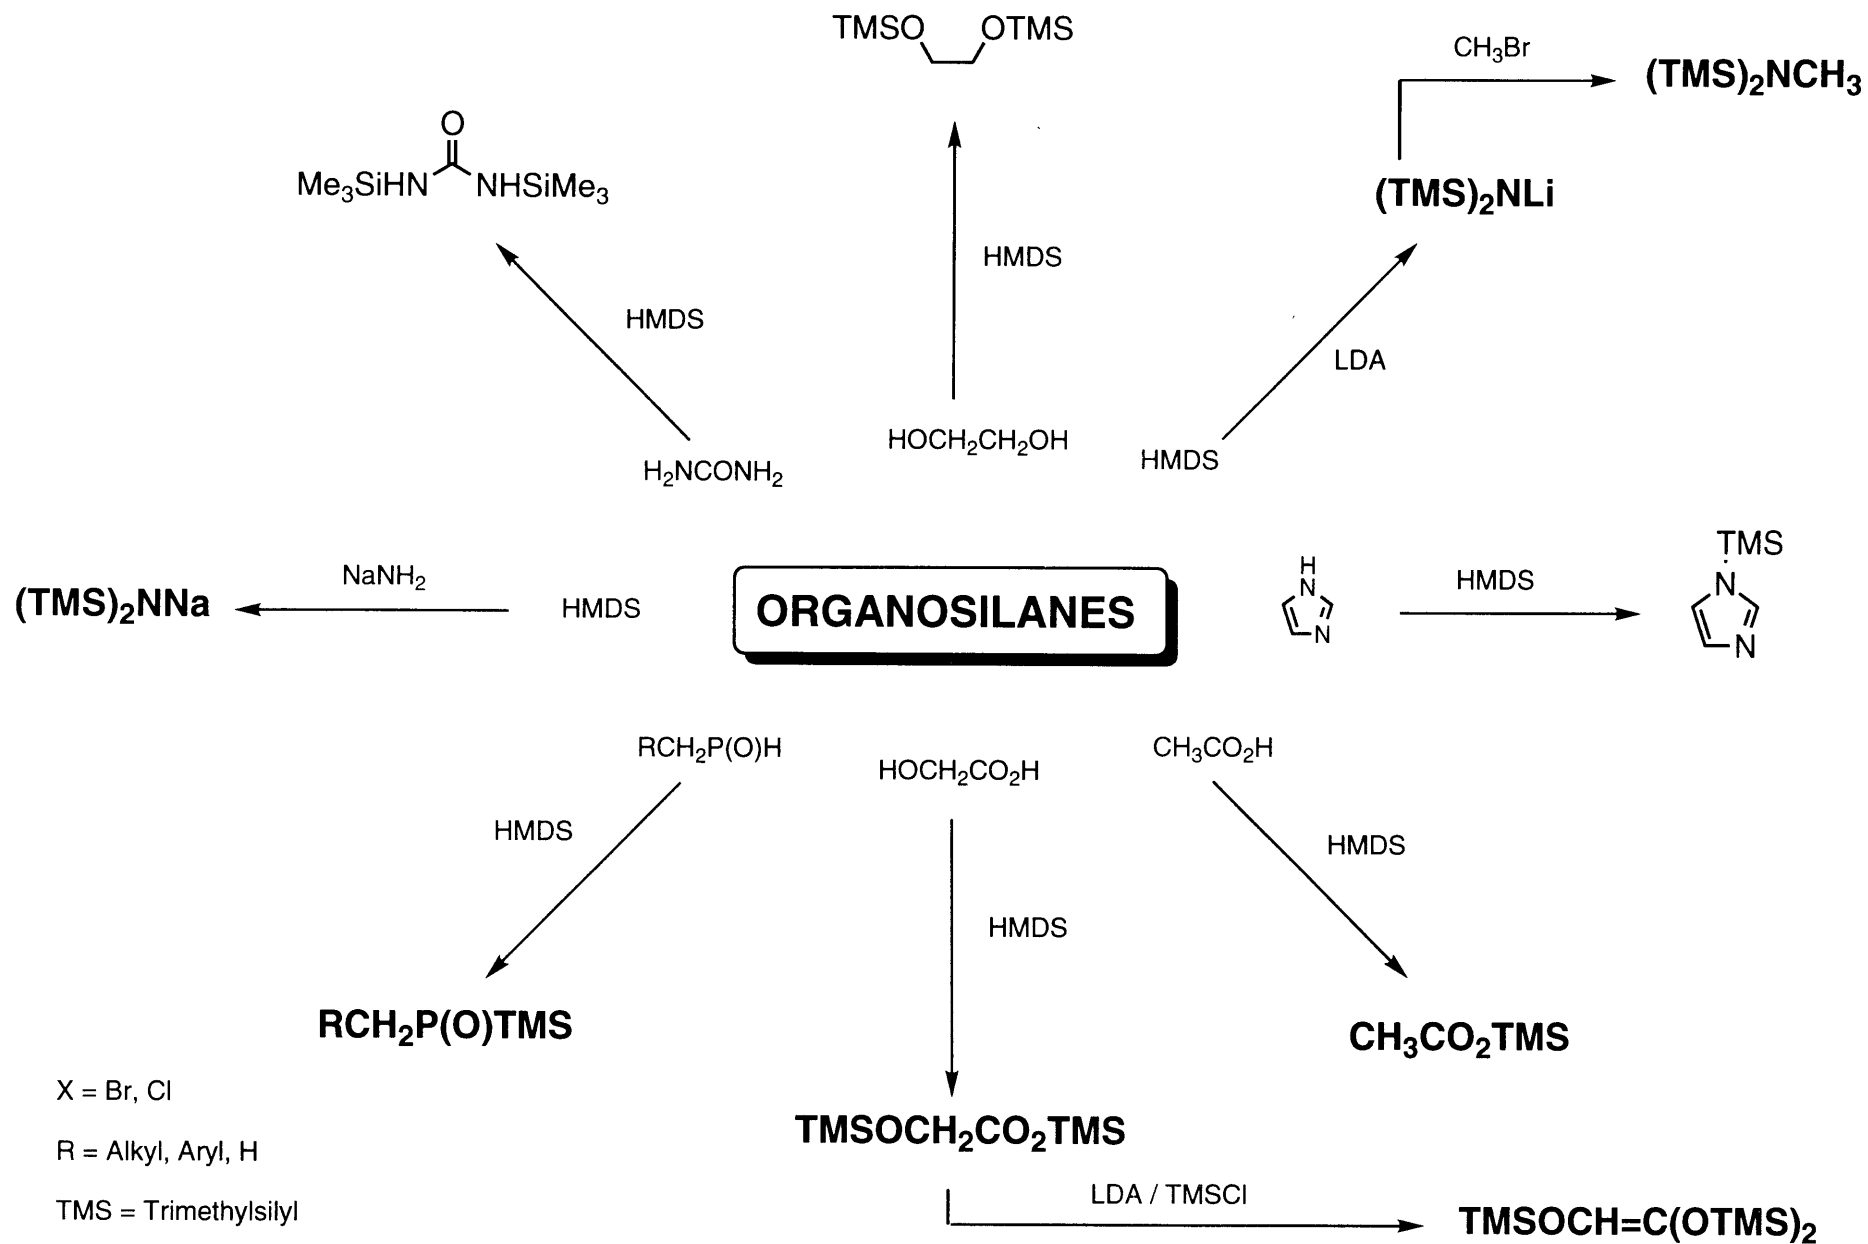 TMSO OTMS
CH₃Br
(TMS)₂NCH₃
O
Me₃SiHN NHSiMe₃
(TMS)₂NLi
HMDS
HMDS
LDA
HOCH₂CH₂OH
HMDS
H₂NCONH₂
TMS
H
N
N
HMDS
N
N
(TMS)₂NNa
NaNH₂
HMDS
ORGANOSILANES
RCH₂P(O)H
HOCH₂CO₂H
CH₃CO₂H
HMDS
HMDS
HMDS
RCH₂P(O)TMS
CH₃CO₂TMS
X = Br, Cl
TMSOCH₂CO₂TMS
R = Alkyl, Aryl, H
LDA / TMSCl
TMS = Trimethylsilyl
TMSOCH=C(OTMS)₂